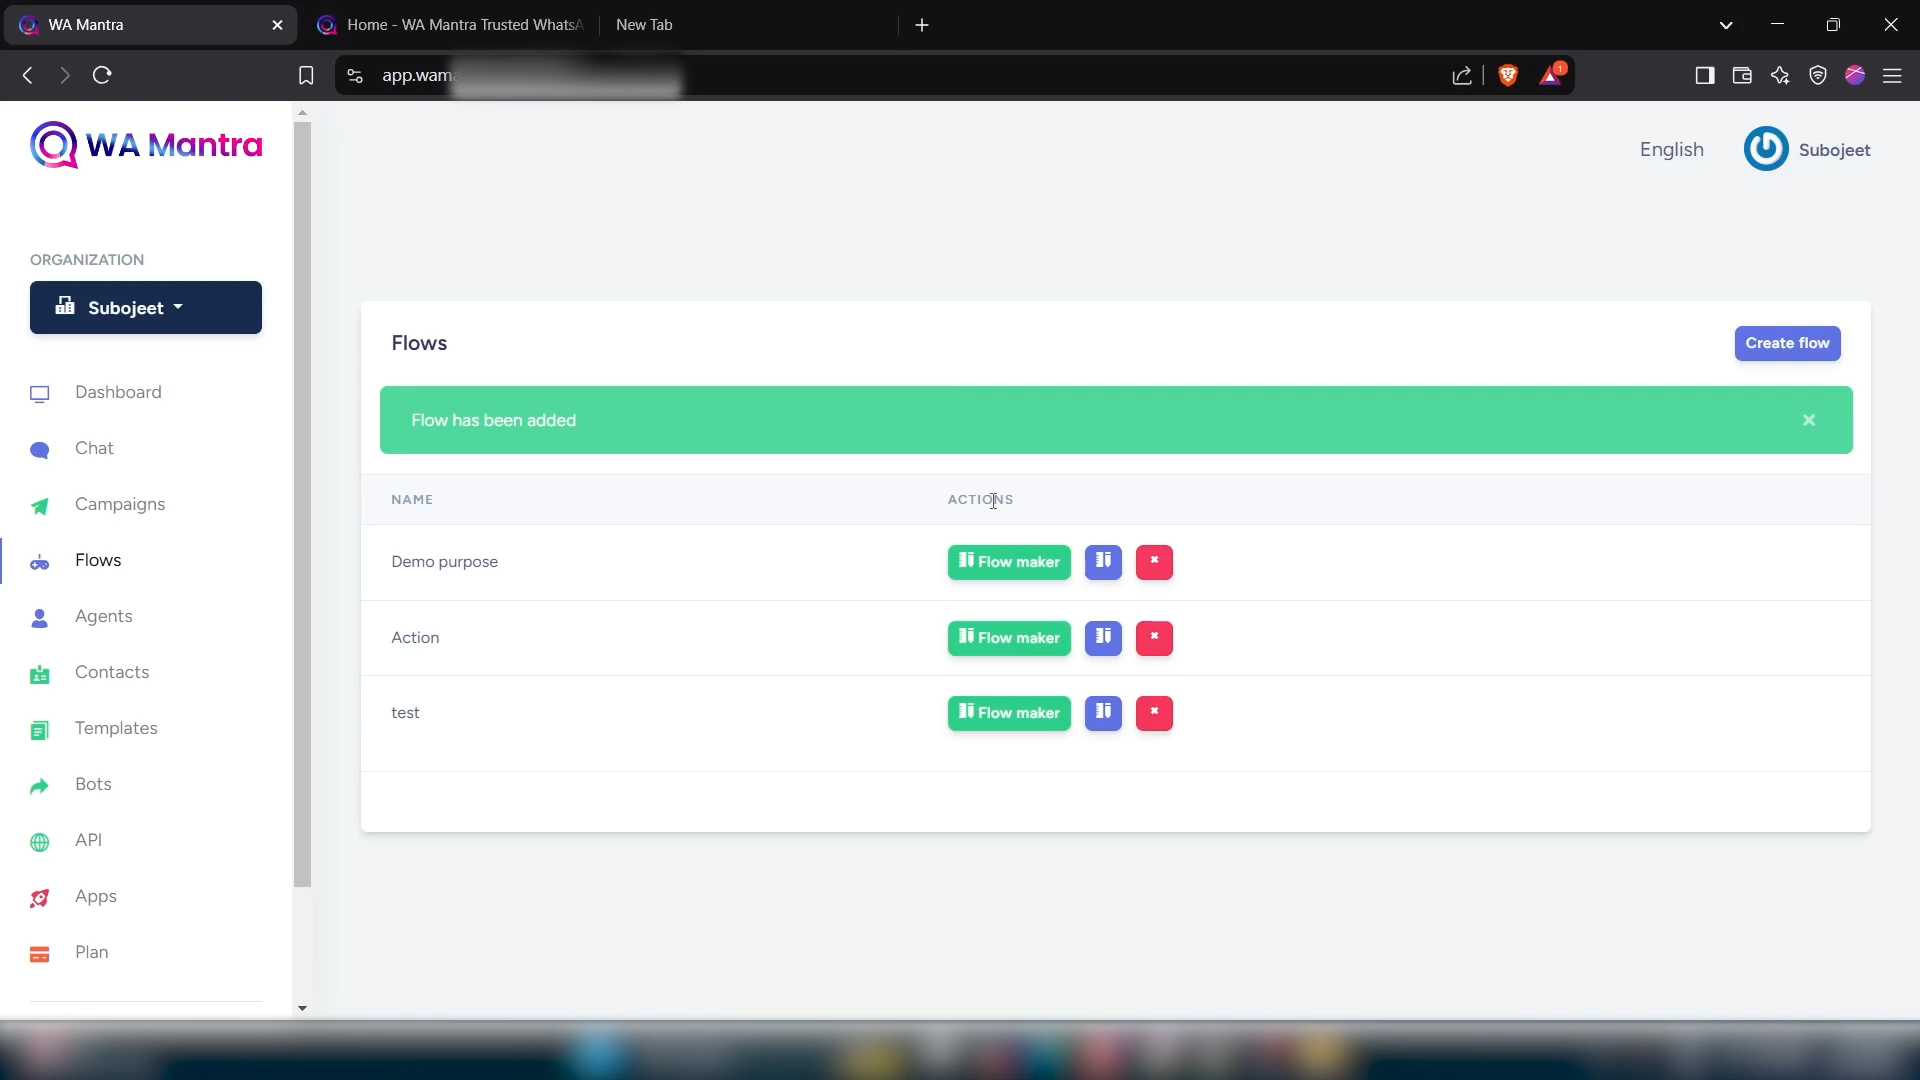 WA Mantra
Home - WA Mantra Trusted WhatsA
New Tab
app.wama
1
WA Mantra
English
Subojeet
ORGANIZATION
Subojeet
Dashboard
Chat
Campaigns
Flows
Agents
Contacts
Templates
Bots
API
Apps
Plan
Flows
Create flow
Flow has been added
NAME
ACTIONS
Demo purpose
Flow maker
Action
Flow maker
test
Flow maker